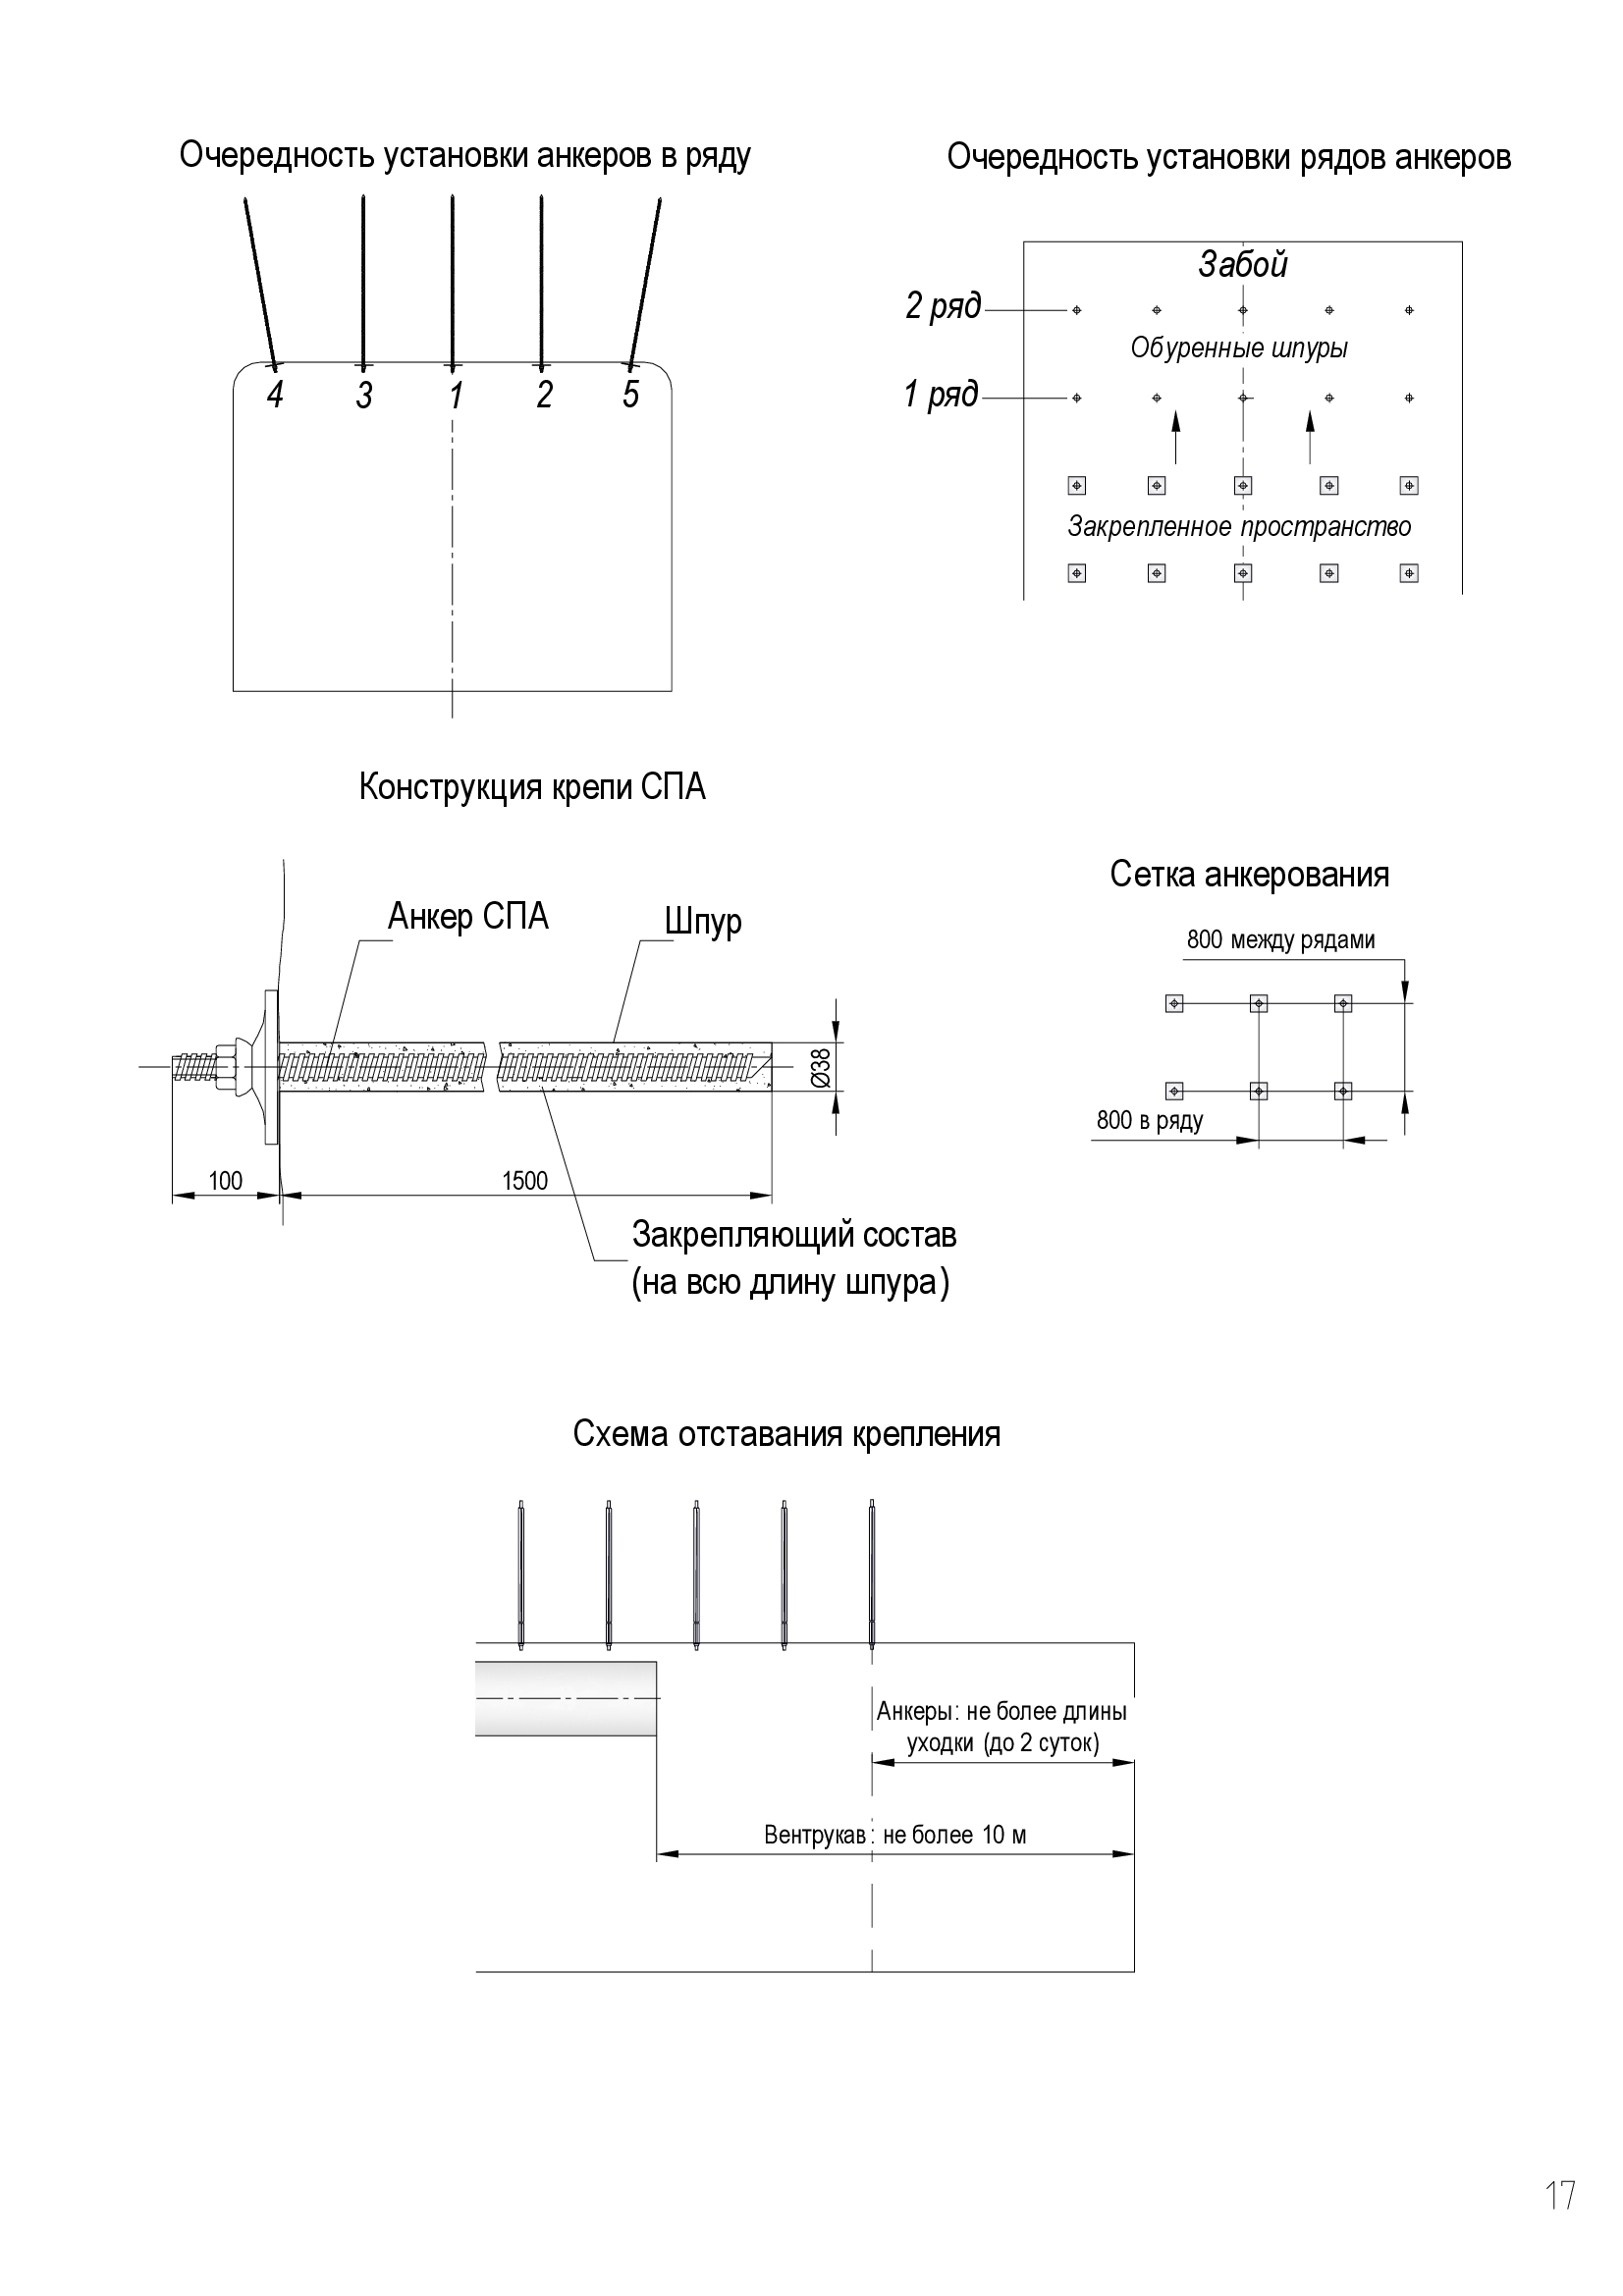 Очередность установки анкеров в ряду
4 3 1 2 5
Очередность установки рядов анкеров
Забой
2 ряд
Обуренные шпуры
1 ряд
Закрепленное пространство
Конструкция крепи СПА
Анкер СПА
Шпур
Ø38
100
1500
Закрепляющий состав
(на всю длину шпура)
Сетка анкерования
800 между рядами
800 в ряду
Схема отставания крепления
Анкеры: не более длины
уходки (до 2 суток)
Вентрукав: не более 10 м
17